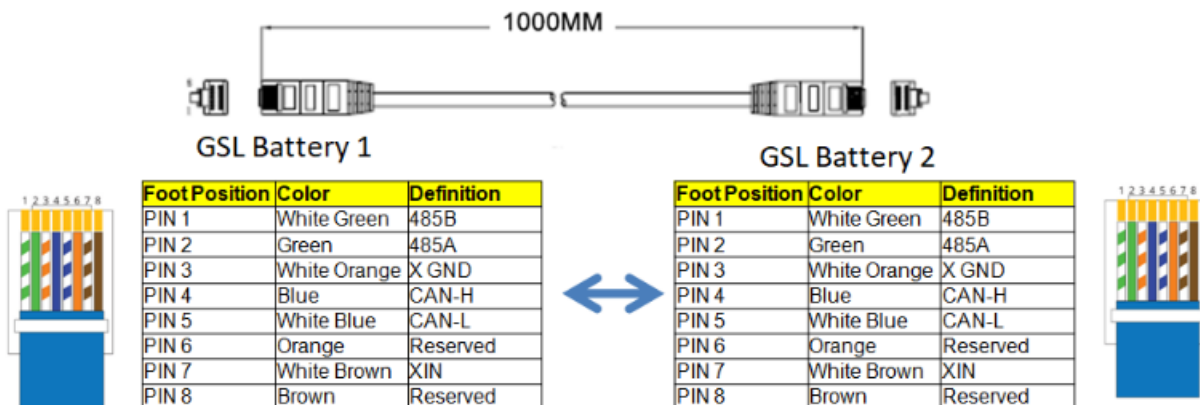 1000MM
GSL Battery 1
GSL Battery 2
1 2 3 4 5 6 7 8
Foot Position Color Definition
PIN 1 White Green 485B
PIN 2 Green 485A
PIN 3 White Orange X GND
PIN 4 Blue CAN-H
PIN 5 White Blue CAN-L
PIN 6 Orange Reserved
PIN 7 White Brown XIN
PIN 8 Brown Reserved
Foot Position Color Definition
PIN 1 White Green 485B
PIN 2 Green 485A
PIN 3 White Orange X GND
PIN 4 Blue CAN-H
PIN 5 White Blue CAN-L
PIN 6 Orange Reserved
PIN 7 White Brown XIN
PIN 8 Brown Reserved
1 2 3 4 5 6 7 8